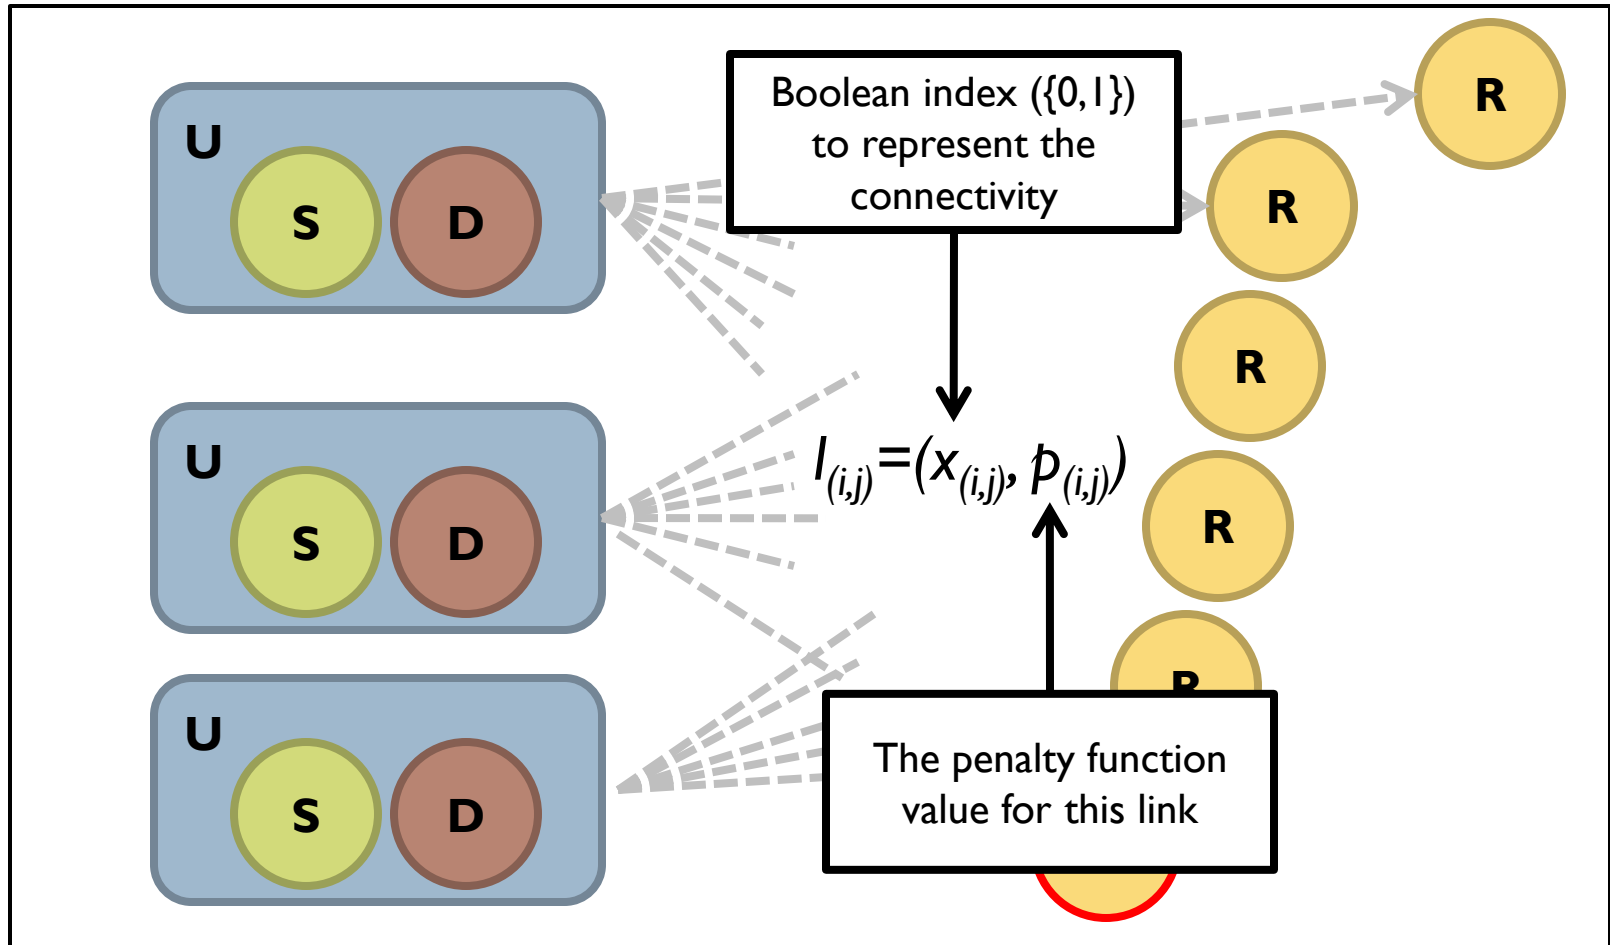 Boolean index ({0,1})
to represent the
connectivity
R
U
S D
R
R
U
S D
l(i,j)=(x(i,j), p(i,j))
R
R
U
S D
The penalty function
value for this link